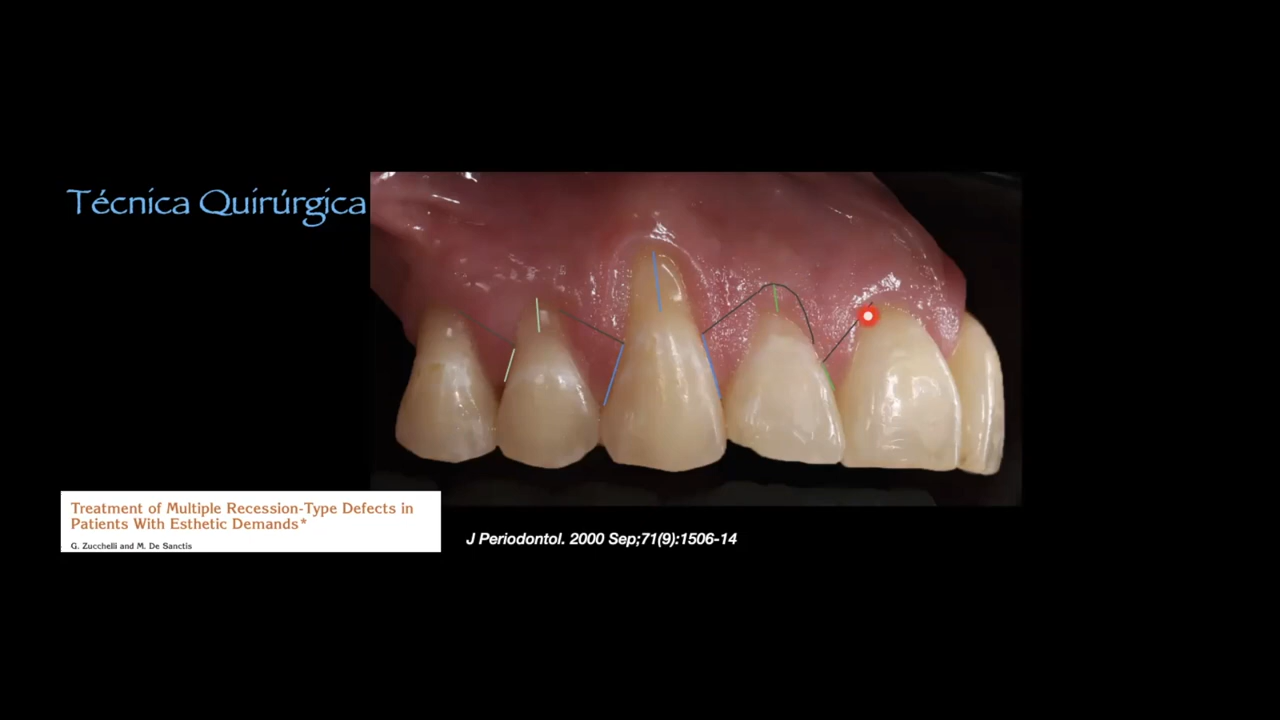 Técnica Quirúrgica
Treatment of Multiple Recession-Type Defects in
Patients With Esthetic Demands*
G. Zucchelli and M. De Sanctis
J Periodontol. 2000 Sep;71(9):1506-14